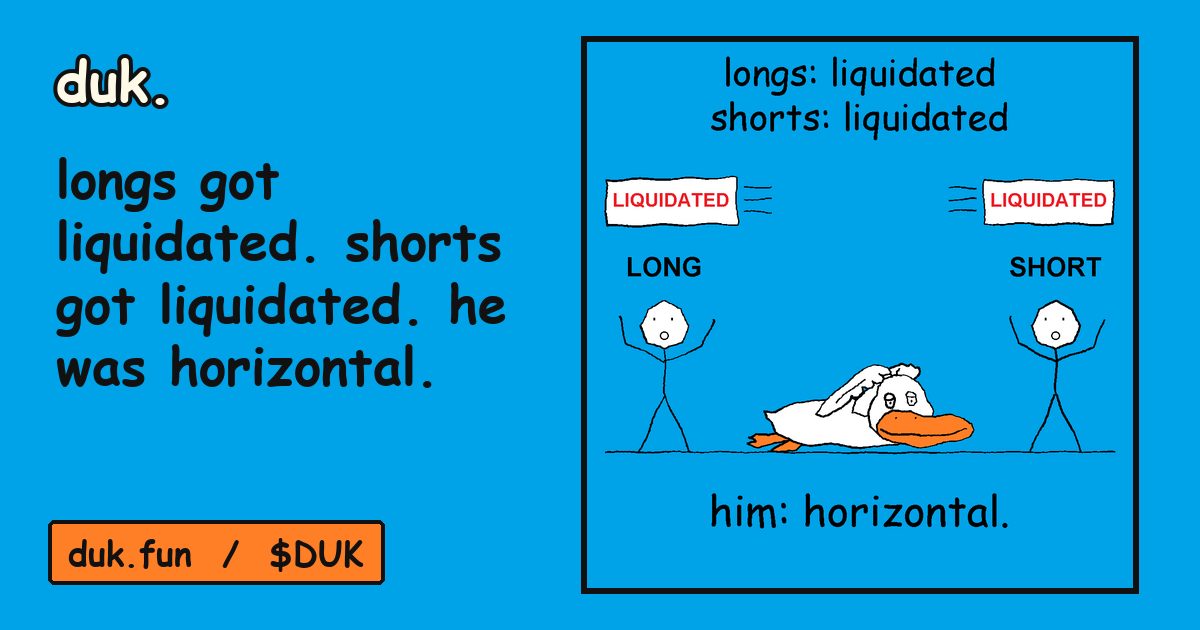 duk.
longs got
liquidated. shorts
got liquidated. he
was horizontal.
duk.fun / $DUK
longs: liquidated
shorts: liquidated
LIQUIDATED
LIQUIDATED
LONG
SHORT
him: horizontal.